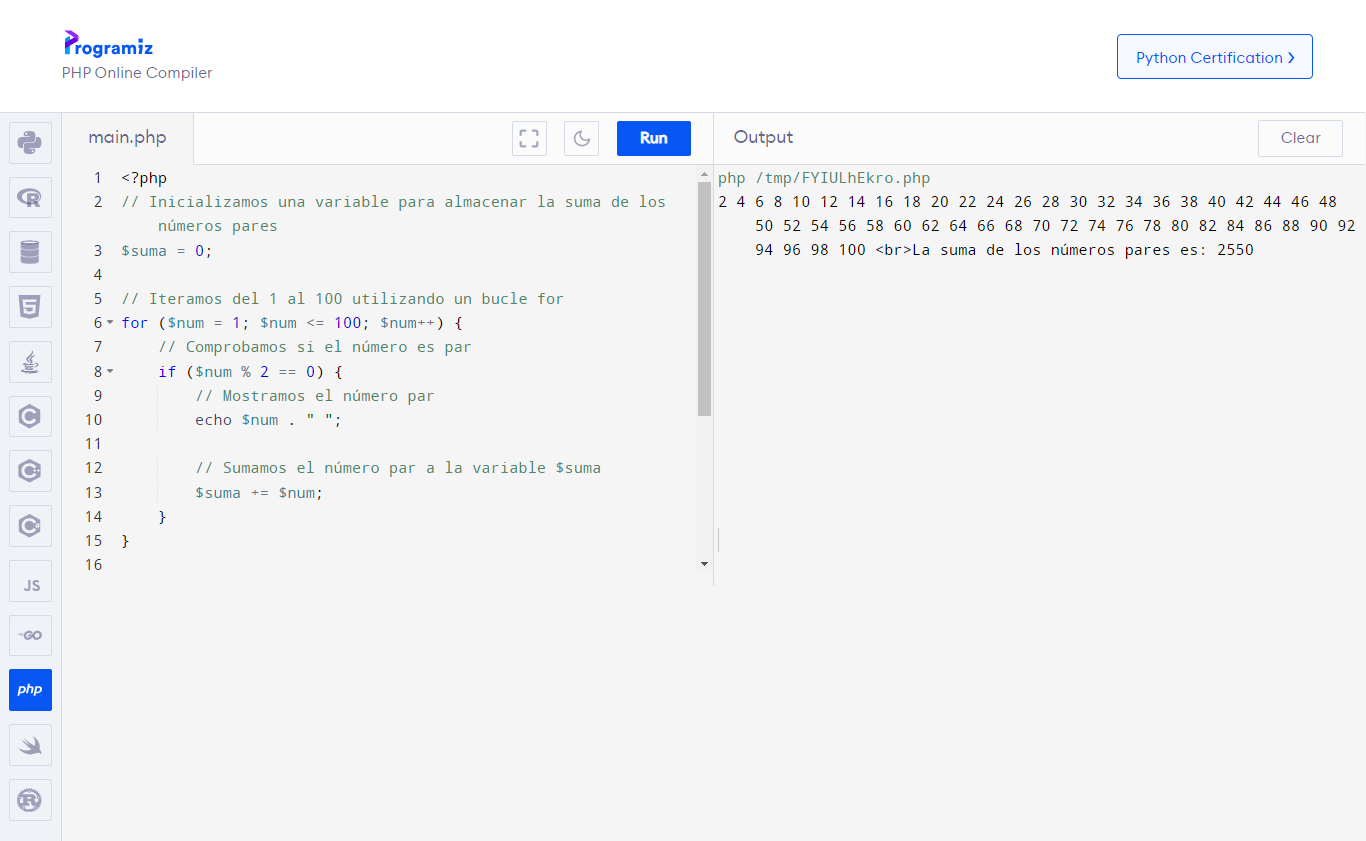 Programiz
PHP Online Compiler
Python Certification
main.php
Run
Output
Clear
1 <?php
2 // Inicializamos una variable para almacenar la suma de los
números pares
3 $suma = 0;
4
5 // Iteramos del 1 al 100 utilizando un bucle for
6 for ($num = 1; $num <= 100; $num++) {
7 // Comprobamos si el número es par
8 if ($num % 2 == 0) {
9 // Mostramos el número par
10 echo $num . " ";
11
12 // Sumamos el número par a la variable $suma
13 $suma += $num;
14 }
15 }
16
php /tmp/FYIULhEkro.php
2 4 6 8 10 12 14 16 18 20 22 24 26 28 30 32 34 36 38 40 42 44 46 48
50 52 54 56 58 60 62 64 66 68 70 72 74 76 78 80 82 84 86 88 90 92
94 96 98 100 <br>La suma de los números pares es: 2550
R
5
C
C
C
JS
GO
php
R